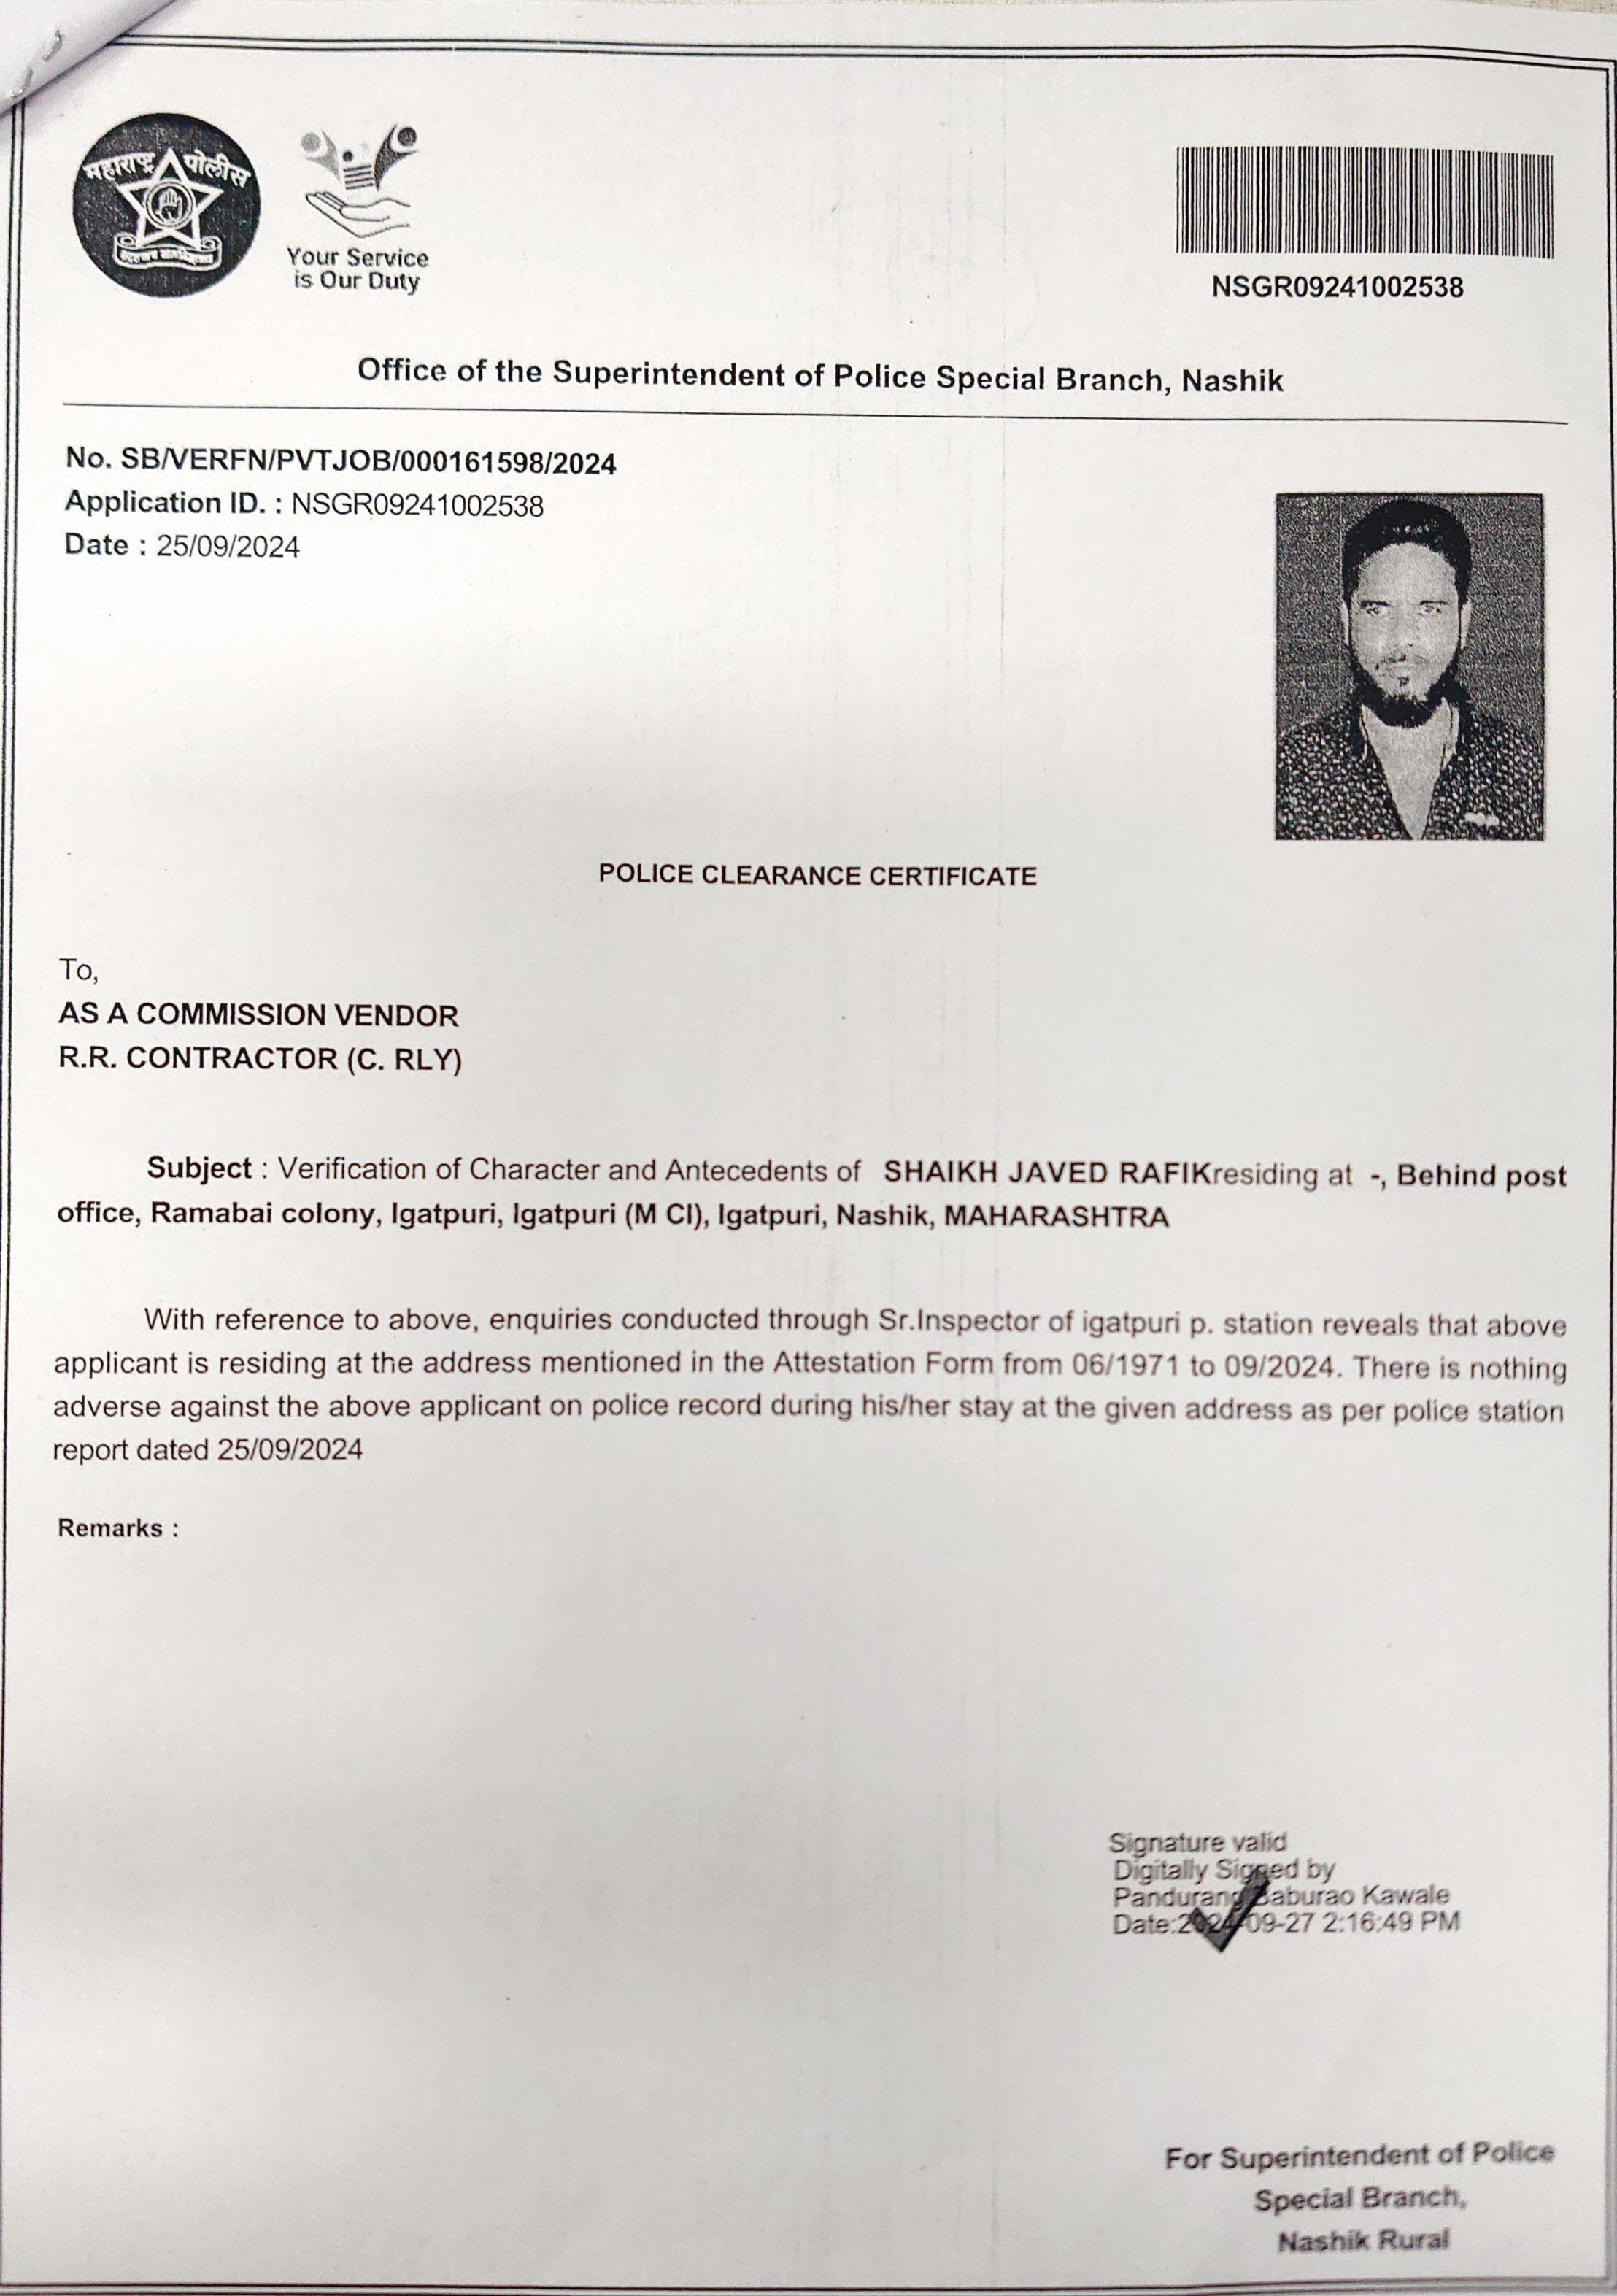 महाराष्ट्र पोलीस
Your Service
is Our Duty
NSGR09241002538
Office of the Superintendent of Police Special Branch, Nashik
No. SB/VERFN/PVTJOB/000161598/2024
Application ID. : NSGR09241002538
Date : 25/09/2024
POLICE CLEARANCE CERTIFICATE
To,
AS A COMMISSION VENDOR
R.R. CONTRACTOR (C. RLY)
Subject : Verification of Character and Antecedents of SHAIKH JAVED RAFIKresiding at -, Behind post
office, Ramabai colony, Igatpuri, Igatpuri (M Cl), Igatpuri, Nashik, MAHARASHTRA
With reference to above, enquiries conducted through Sr.Inspector of igatpuri p. station reveals that above
applicant is residing at the address mentioned in the Attestation Form from 06/1971 to 09/2024. There is nothing
adverse against the above applicant on police record during his/her stay at the given address as per police station
report dated 25/09/2024
Remarks :
Signature valid
Digitally Signed by
Pandurang Baburao Kawale
Date:2024-09-27 2:16:49 PM
For Superintendent of Police
Special Branch,
Nashik Rural